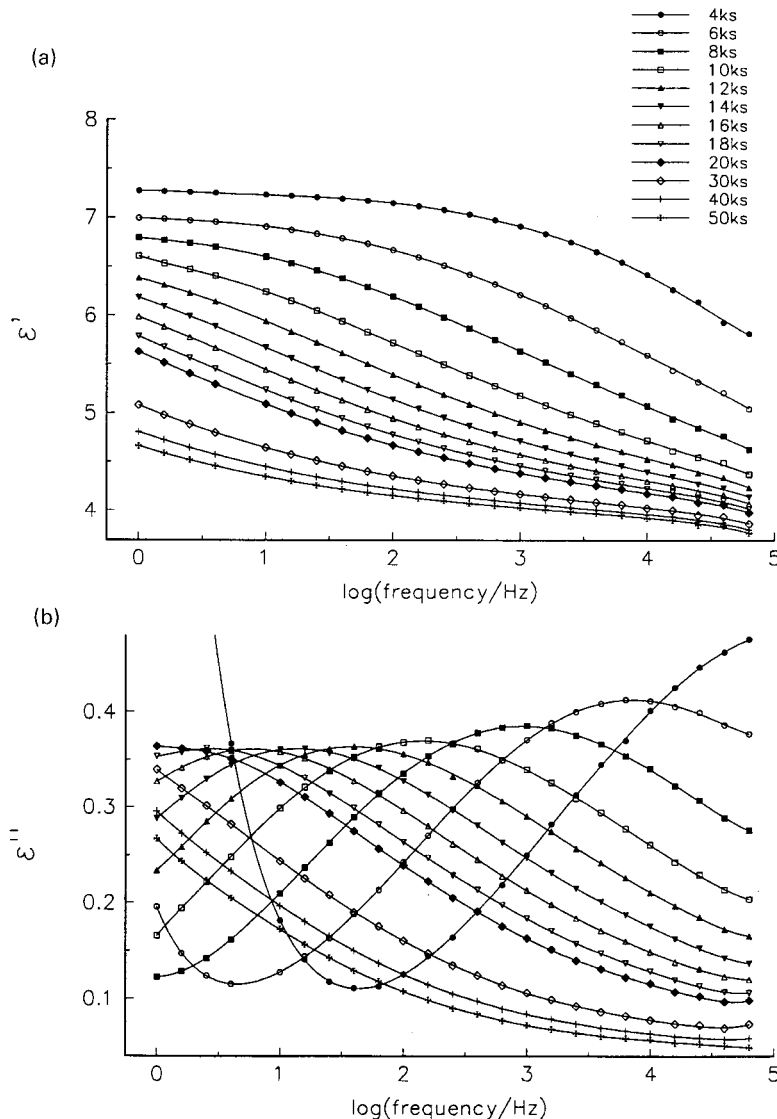 4ks
6ks
8ks
10ks
12ks
14ks
16ks
18ks
20ks
30ks
40ks
50ks
(a)
8
7
6
5
4
ε'
0 1 2 3 4 5
log(frequency/Hz)
(b)
0.4
0.3
0.2
0.1
ε''
0 1 2 3 4 5
log(frequency/Hz)